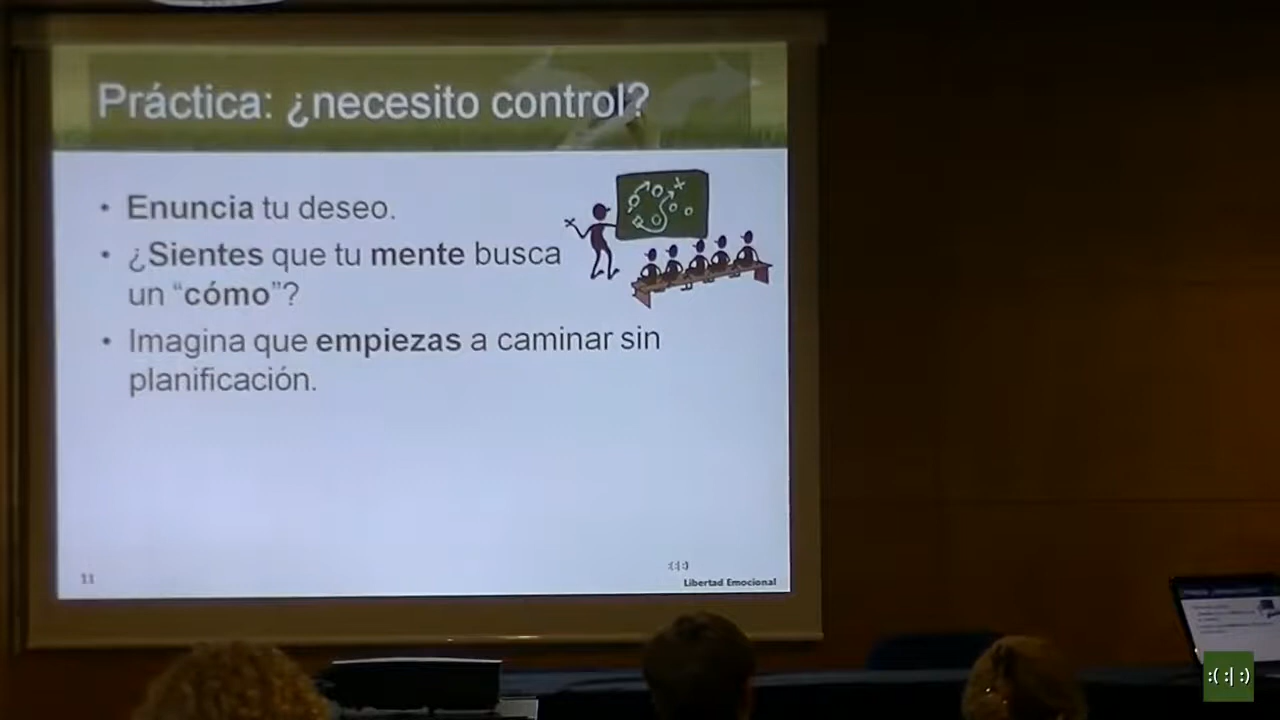 Práctica: ¿necesito control?
• Enuncia tu deseo.
• ¿Sientes que tu mente busca
un “cómo”?
• Imagina que empiezas a caminar sin
planificación.
11
:(:|:)
Libertad Emocional
:( :| :)